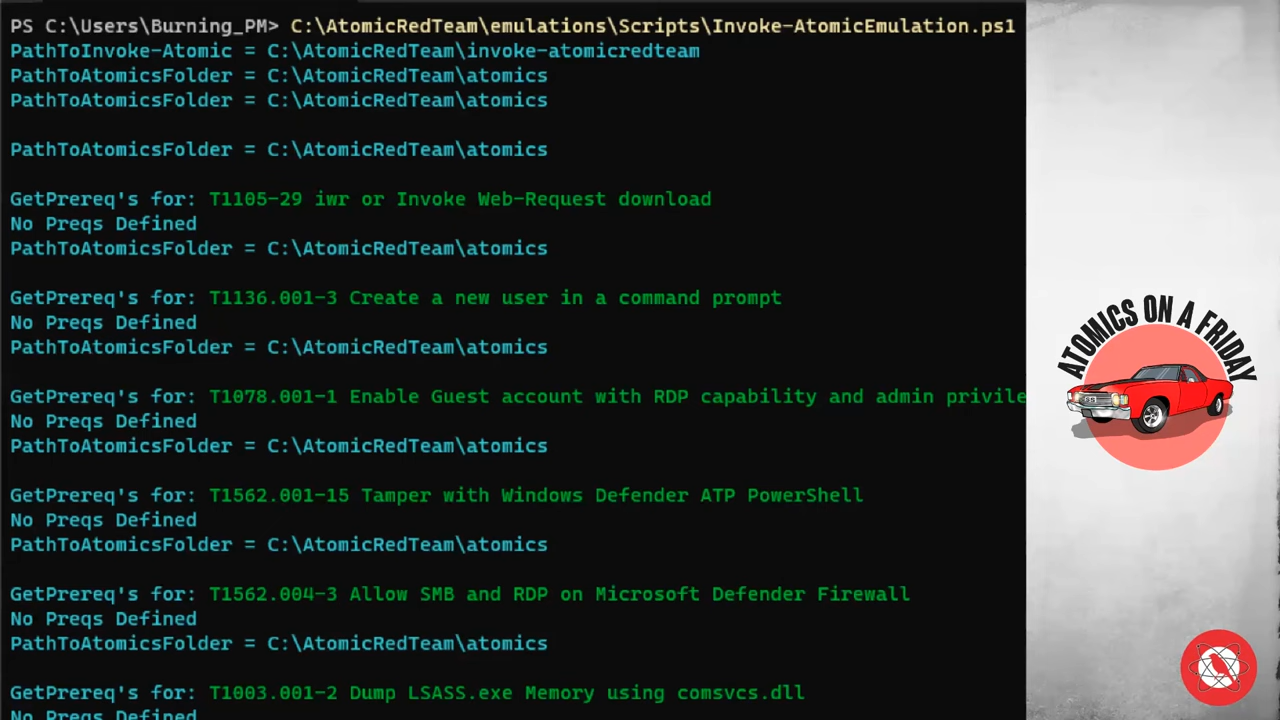 PS C:\Users\Burning_PM> C:\AtomicRedTeam\emulations\Scripts\Invoke-AtomicEmulation.ps1
PathToInvoke-Atomic = C:\AtomicRedTeam\invoke-atomicredteam
PathToAtomicsFolder = C:\AtomicRedTeam\atomics
PathToAtomicsFolder = C:\AtomicRedTeam\atomics
PathToAtomicsFolder = C:\AtomicRedTeam\atomics
GetPrereq's for: T1105-29 iwr or Invoke Web-Request download
No Preqs Defined
PathToAtomicsFolder = C:\AtomicRedTeam\atomics
GetPrereq's for: T1136.001-3 Create a new user in a command prompt
No Preqs Defined
PathToAtomicsFolder = C:\AtomicRedTeam\atomics
GetPrereq's for: T1078.001-1 Enable Guest account with RDP capability and admin privile
No Preqs Defined
PathToAtomicsFolder = C:\AtomicRedTeam\atomics
GetPrereq's for: T1562.001-15 Tamper with Windows Defender ATP PowerShell
No Preqs Defined
PathToAtomicsFolder = C:\AtomicRedTeam\atomics
GetPrereq's for: T1562.004-3 Allow SMB and RDP on Microsoft Defender Firewall
No Preqs Defined
PathToAtomicsFolder = C:\AtomicRedTeam\atomics
GetPrereq's for: T1003.001-2 Dump LSASS.exe Memory using comsvcs.dll
No Preqs Defined
ATOMICS ON A FRIDAY